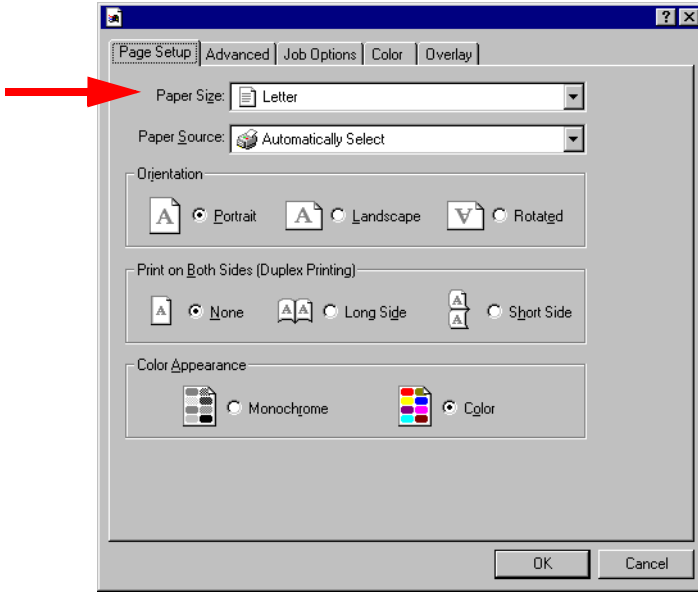 Page Setup Advanced Job Options Color Overlay
Paper Size: Letter
Paper Source: Automatically Select
Orientation
A Portrait A Landscape A Rotated
Print on Both Sides (Duplex Printing)
A None A A Long Side A A Short Side
Color Appearance
Monochrome Color
OK Cancel